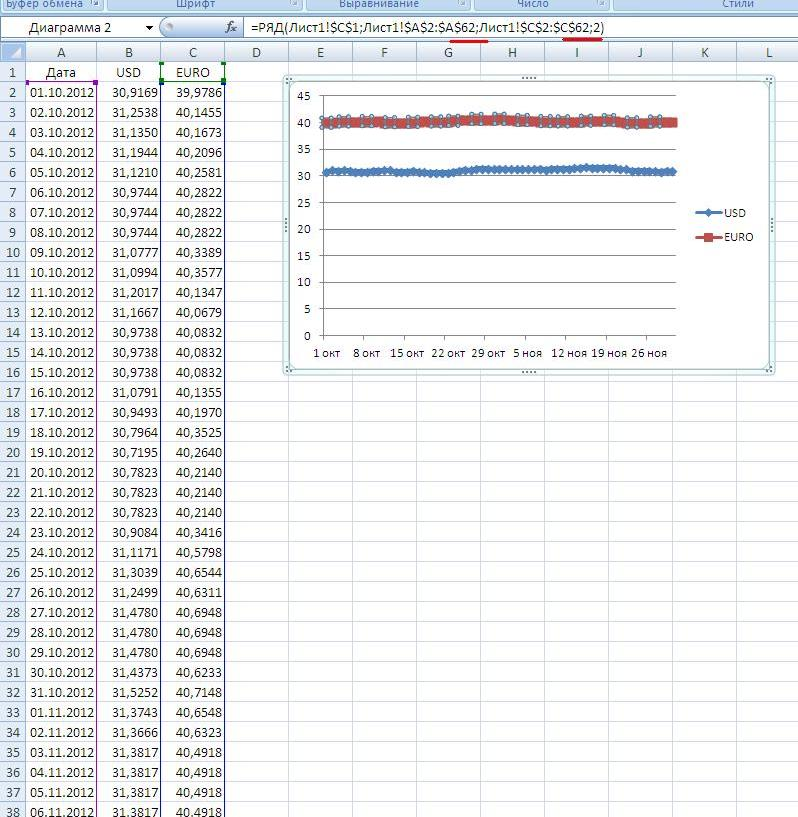 Буфер обмена Шрифт Выравнивание Число Стили
Диаграмма 2 fx =РЯД(Лист1!$C$1;Лист1!$A$2:$A$62;Лист1!$C$2:$C$62;2)
A B C D E F G H I J K L
1 Дата USD EURO
2 01.10.2012 30,9169 39,9786
3 02.10.2012 31,2538 40,1455
4 03.10.2012 31,1350 40,1673
5 04.10.2012 31,1944 40,2096
6 05.10.2012 31,1210 40,2581
7 06.10.2012 30,9744 40,2822
8 07.10.2012 30,9744 40,2822
9 08.10.2012 30,9744 40,2822
10 09.10.2012 31,0777 40,3389
11 10.10.2012 31,0994 40,3577
12 11.10.2012 31,2017 40,1347
13 12.10.2012 31,1667 40,0679
14 13.10.2012 30,9738 40,0832
15 14.10.2012 30,9738 40,0832
16 15.10.2012 30,9738 40,0832
17 16.10.2012 31,0791 40,1355
18 17.10.2012 30,9493 40,1970
19 18.10.2012 30,7964 40,3525
20 19.10.2012 30,7195 40,2640
21 20.10.2012 30,7823 40,2140
22 21.10.2012 30,7823 40,2140
23 22.10.2012 30,7823 40,2140
24 23.10.2012 30,9084 40,3416
25 24.10.2012 31,1171 40,5798
26 25.10.2012 31,3039 40,6544
27 26.10.2012 31,2499 40,6311
28 27.10.2012 31,4780 40,6948
29 28.10.2012 31,4780 40,6948
30 29.10.2012 31,4780 40,6948
31 30.10.2012 31,4373 40,6233
32 31.10.2012 31,5252 40,7148
33 01.11.2012 31,3743 40,6548
34 02.11.2012 31,3666 40,6323
35 03.11.2012 31,3817 40,4918
36 04.11.2012 31,3817 40,4918
37 05.11.2012 31,3817 40,4918
38 06.11.2012 31,3817 40,4918
45
40
35
30
25
20
15
10
5
0
1 окт 8 окт 15 окт 22 окт 29 окт 5 ноя 12 ноя 19 ноя 26 ноя
USD
EURO